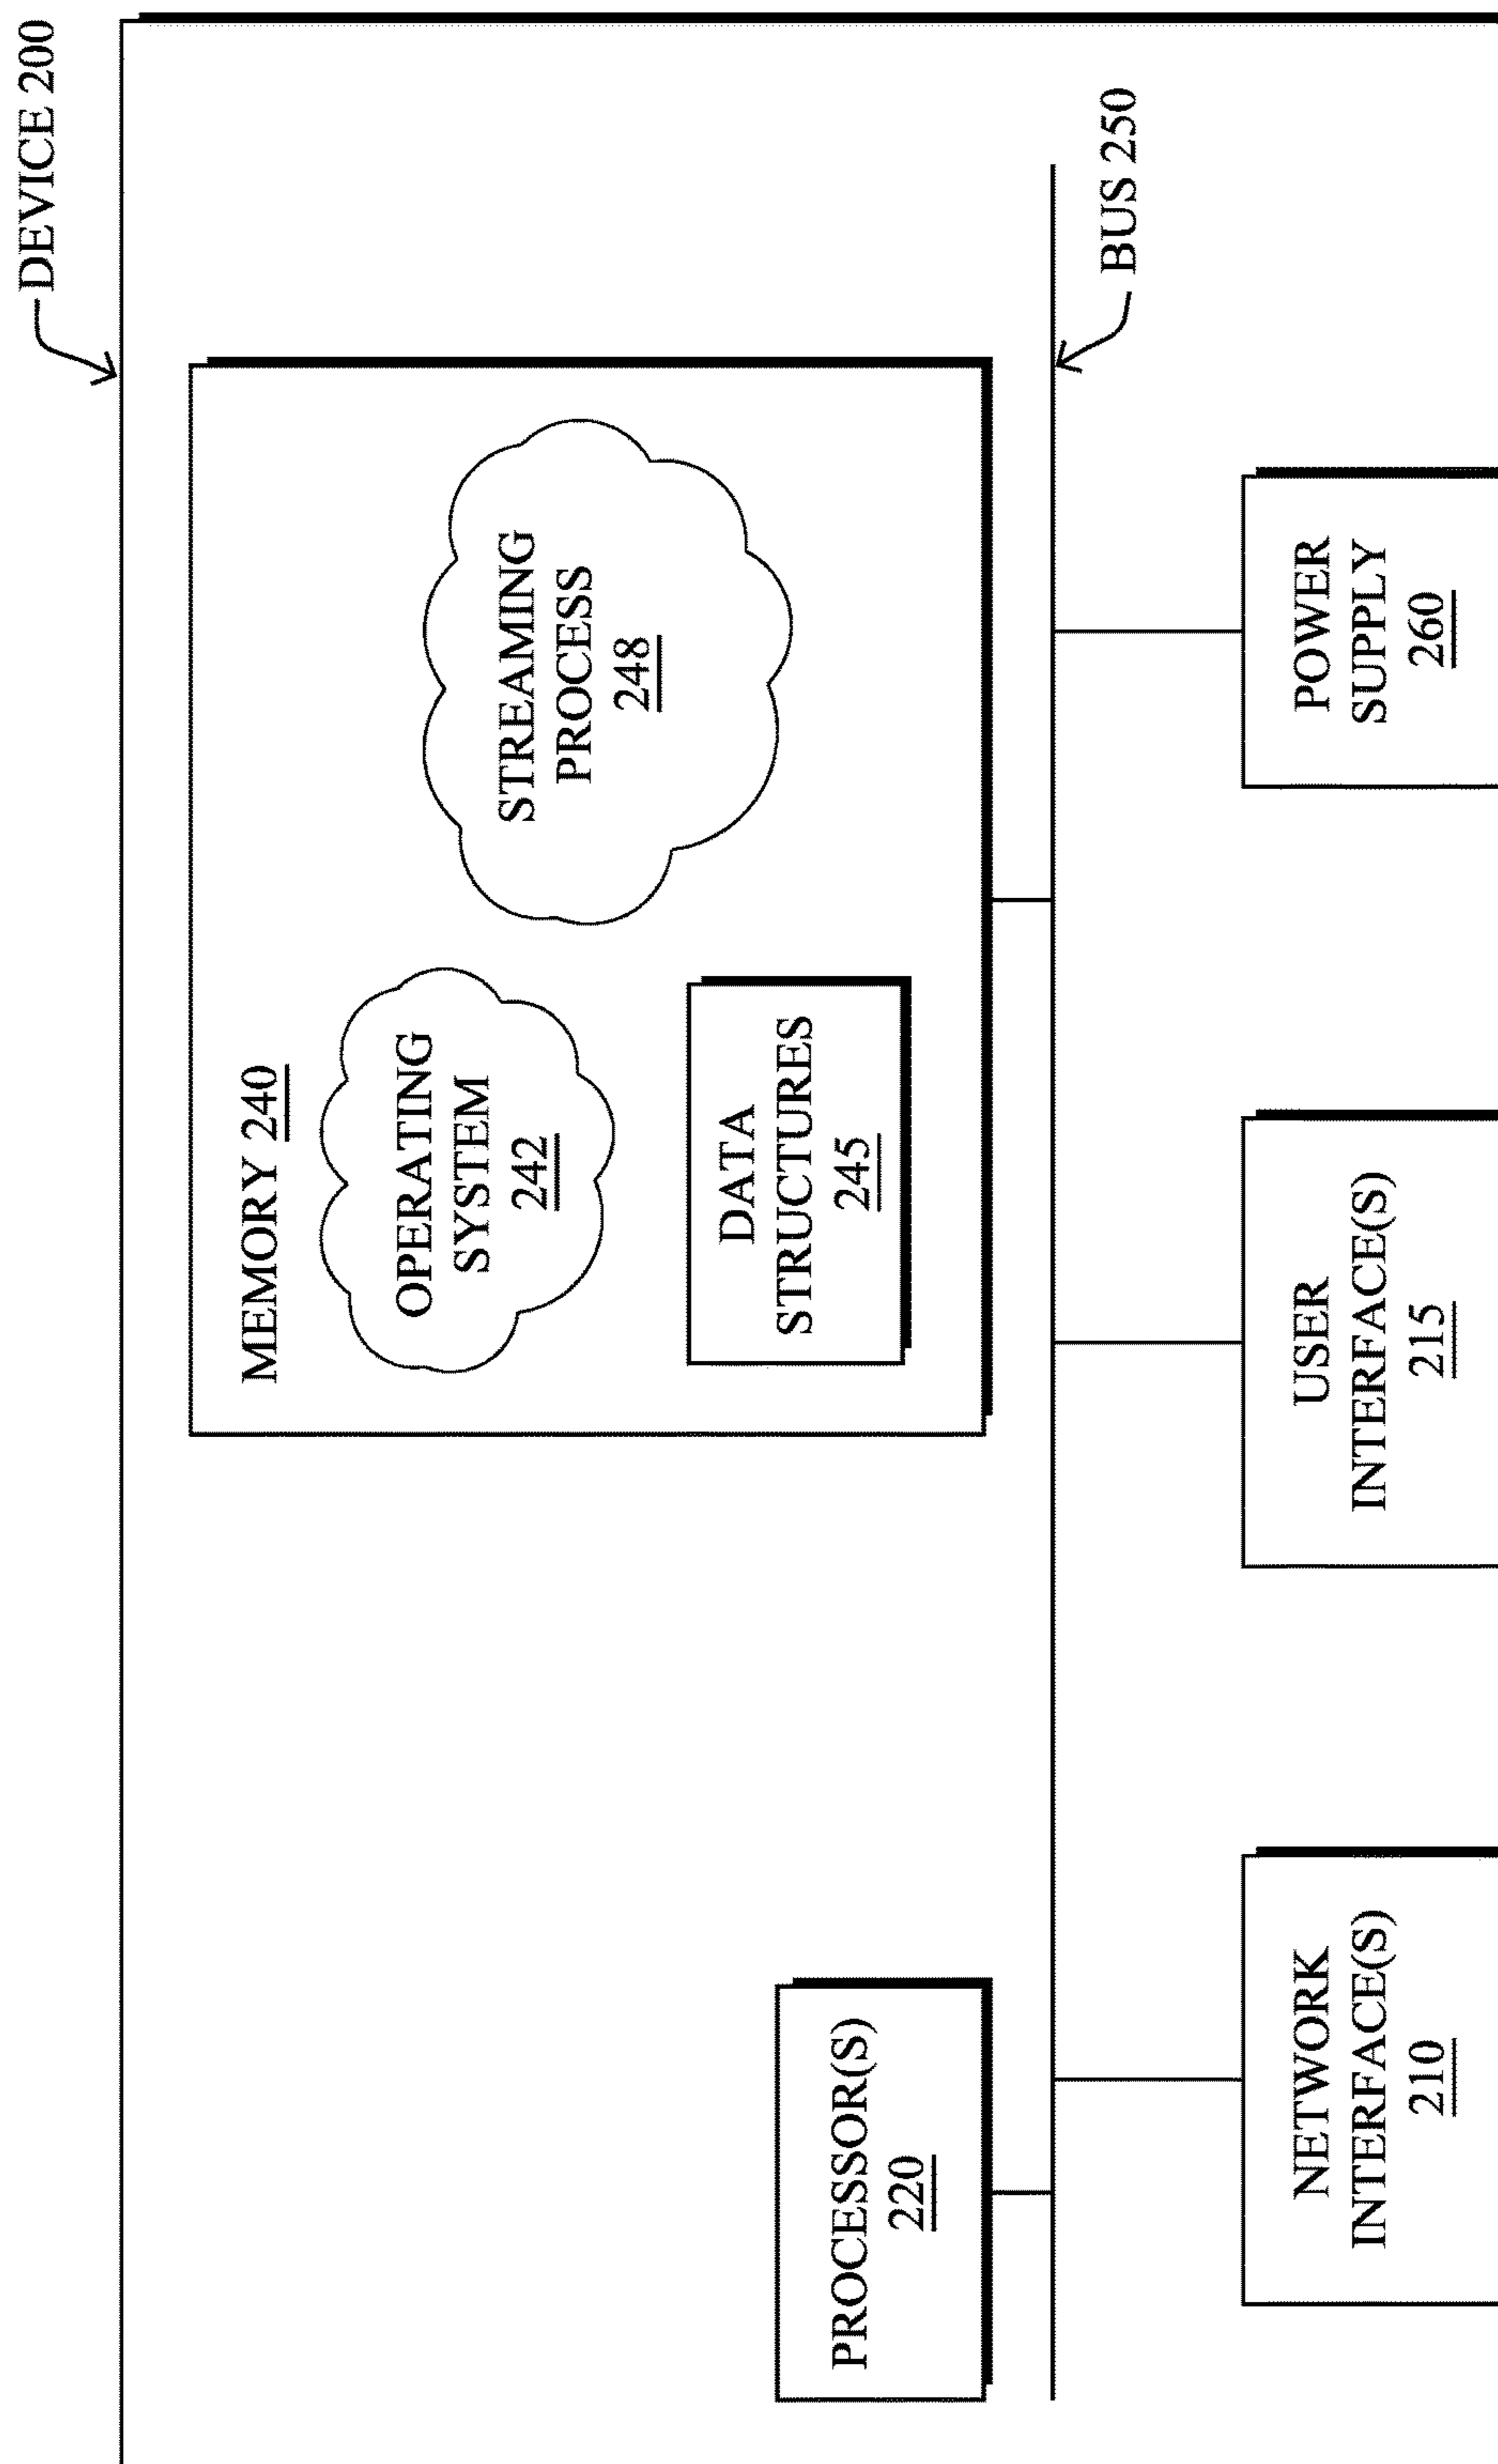 DEVICE 200
MEMORY 240
OPERATING
SYSTEM
242
STREAMING
PROCESS
248
DATA
STRUCTURES
245
PROCESSOR(S)
220
BUS 250
NETWORK
INTERFACE(S)
210
USER
INTERFACE(S)
215
POWER
SUPPLY
260